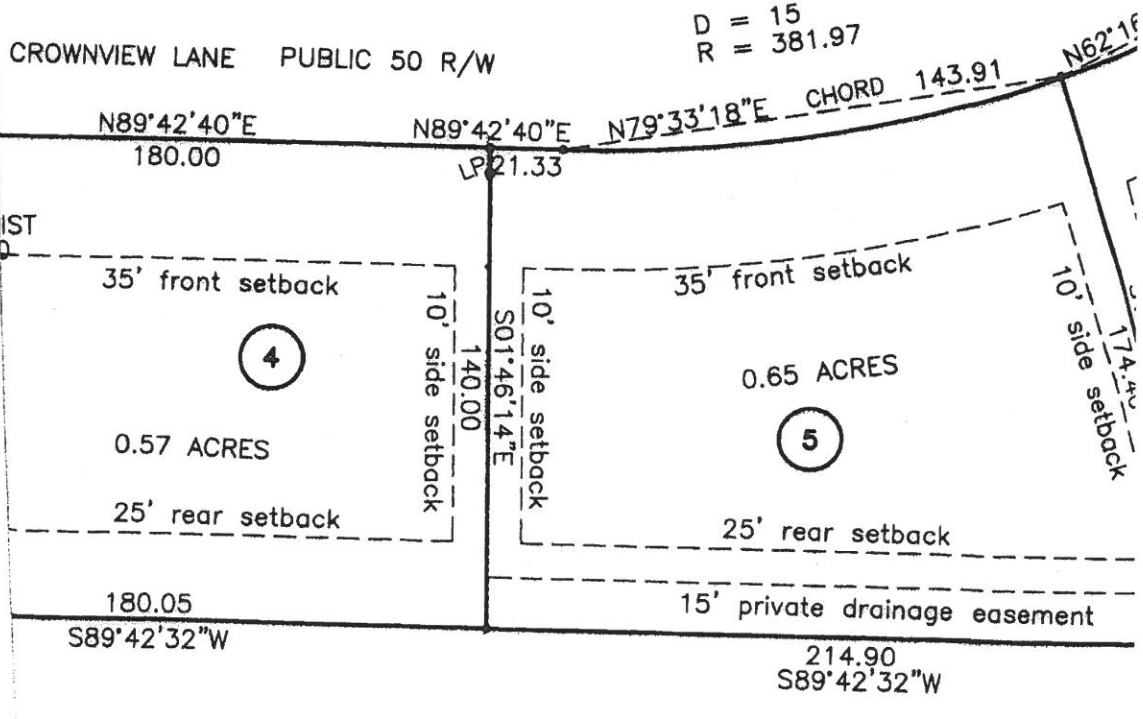 D = 15
R = 381.97
CROWNVIEW LANE PUBLIC 50 R/W
N89°42'40"E
180.00
N89°42'40"E
LP 21.33
N79°33'18"E CHORD 143.91
N62°
IST
35' front setback
10' side setback
4
0.57 ACRES
25' rear setback
140.00
S01°46'14"E
10' side setback
35' front setback
0.65 ACRES
5
10' side setback
25' rear setback
15' private drainage easement
180.05
S89°42'32"W
214.90
S89°42'32"W